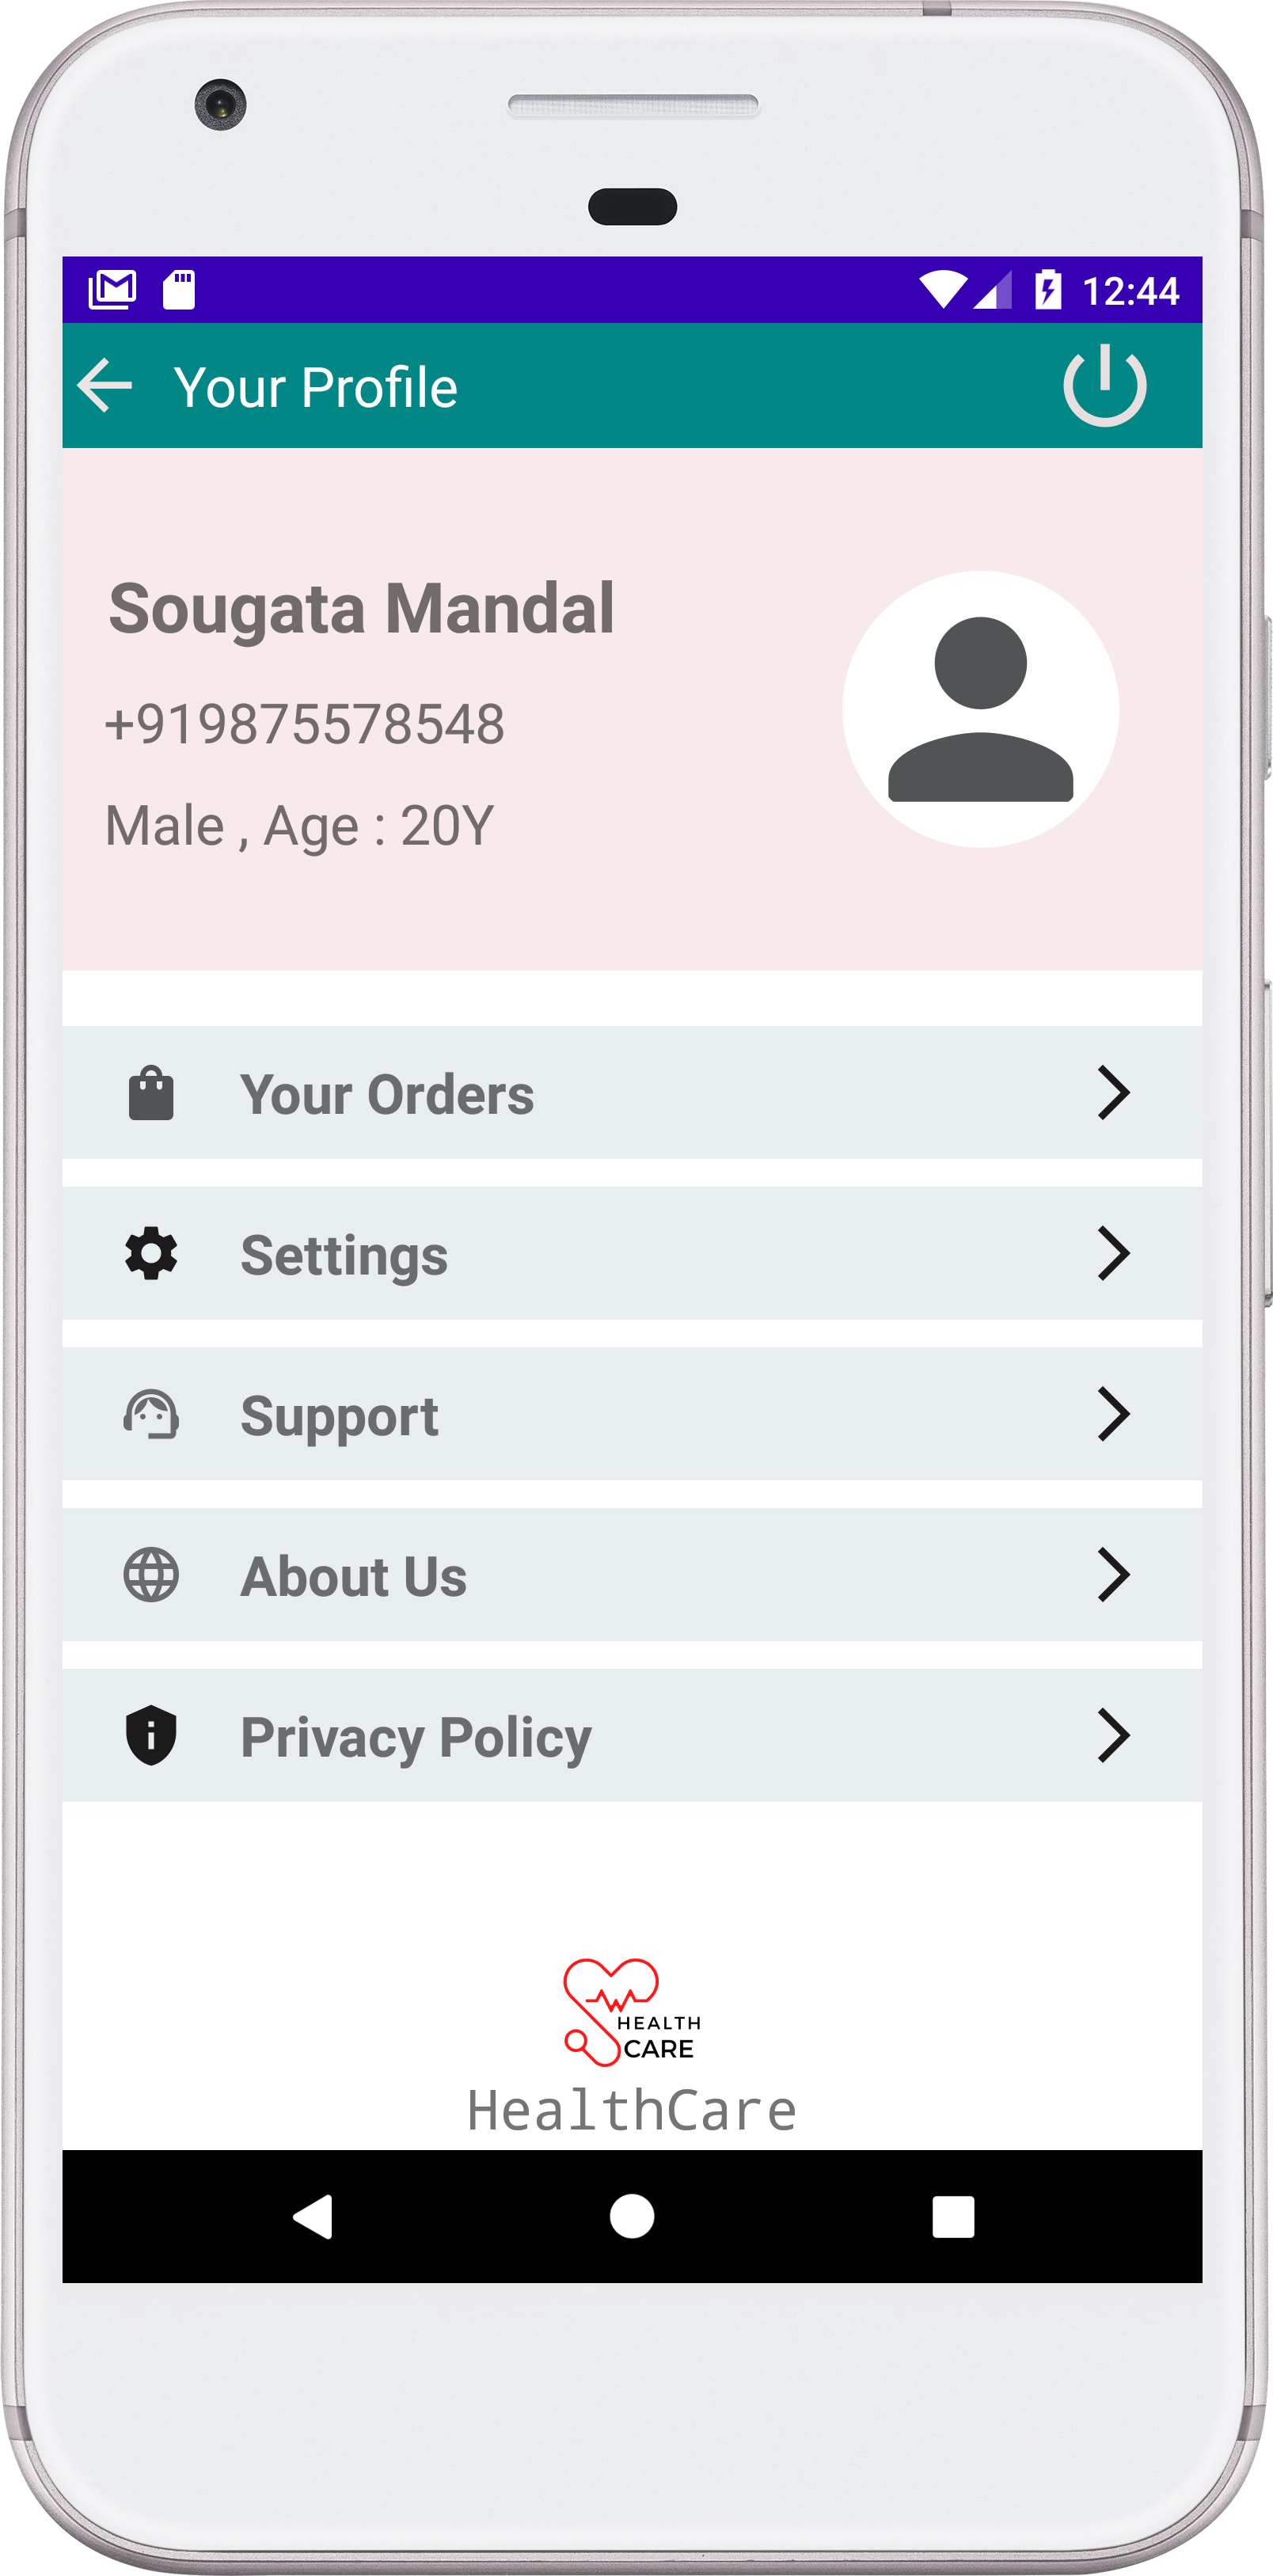 12:44
Your Profile
Sougata Mandal
+919875578548
Male , Age : 20Y
Your Orders
Settings
Support
About Us
Privacy Policy
HEALTH
CARE
HealthCare